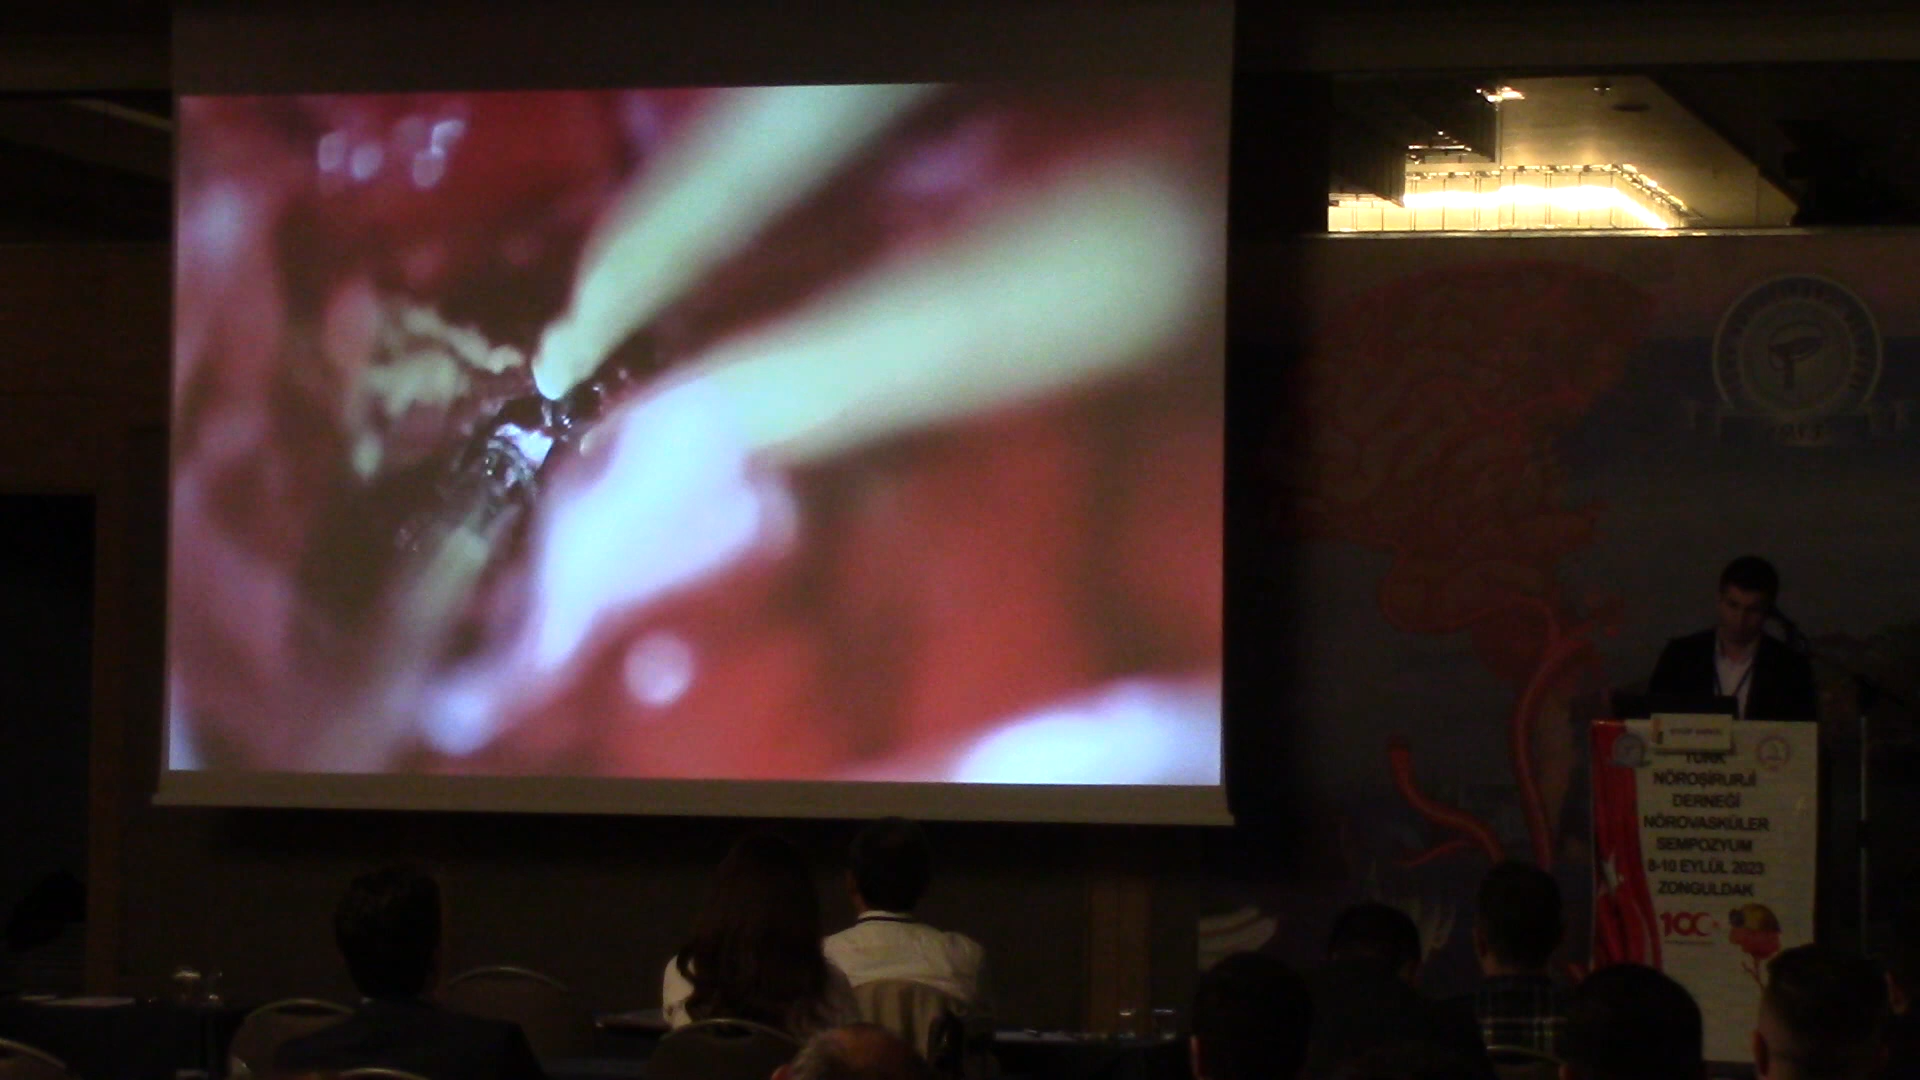 TÜRK
NÖROŞİRURJİ
DERNEĞİ
NÖROVASKÜLER
SEMPOZYUM
8-10 EYLÜL 2023
ZONGULDAK
100